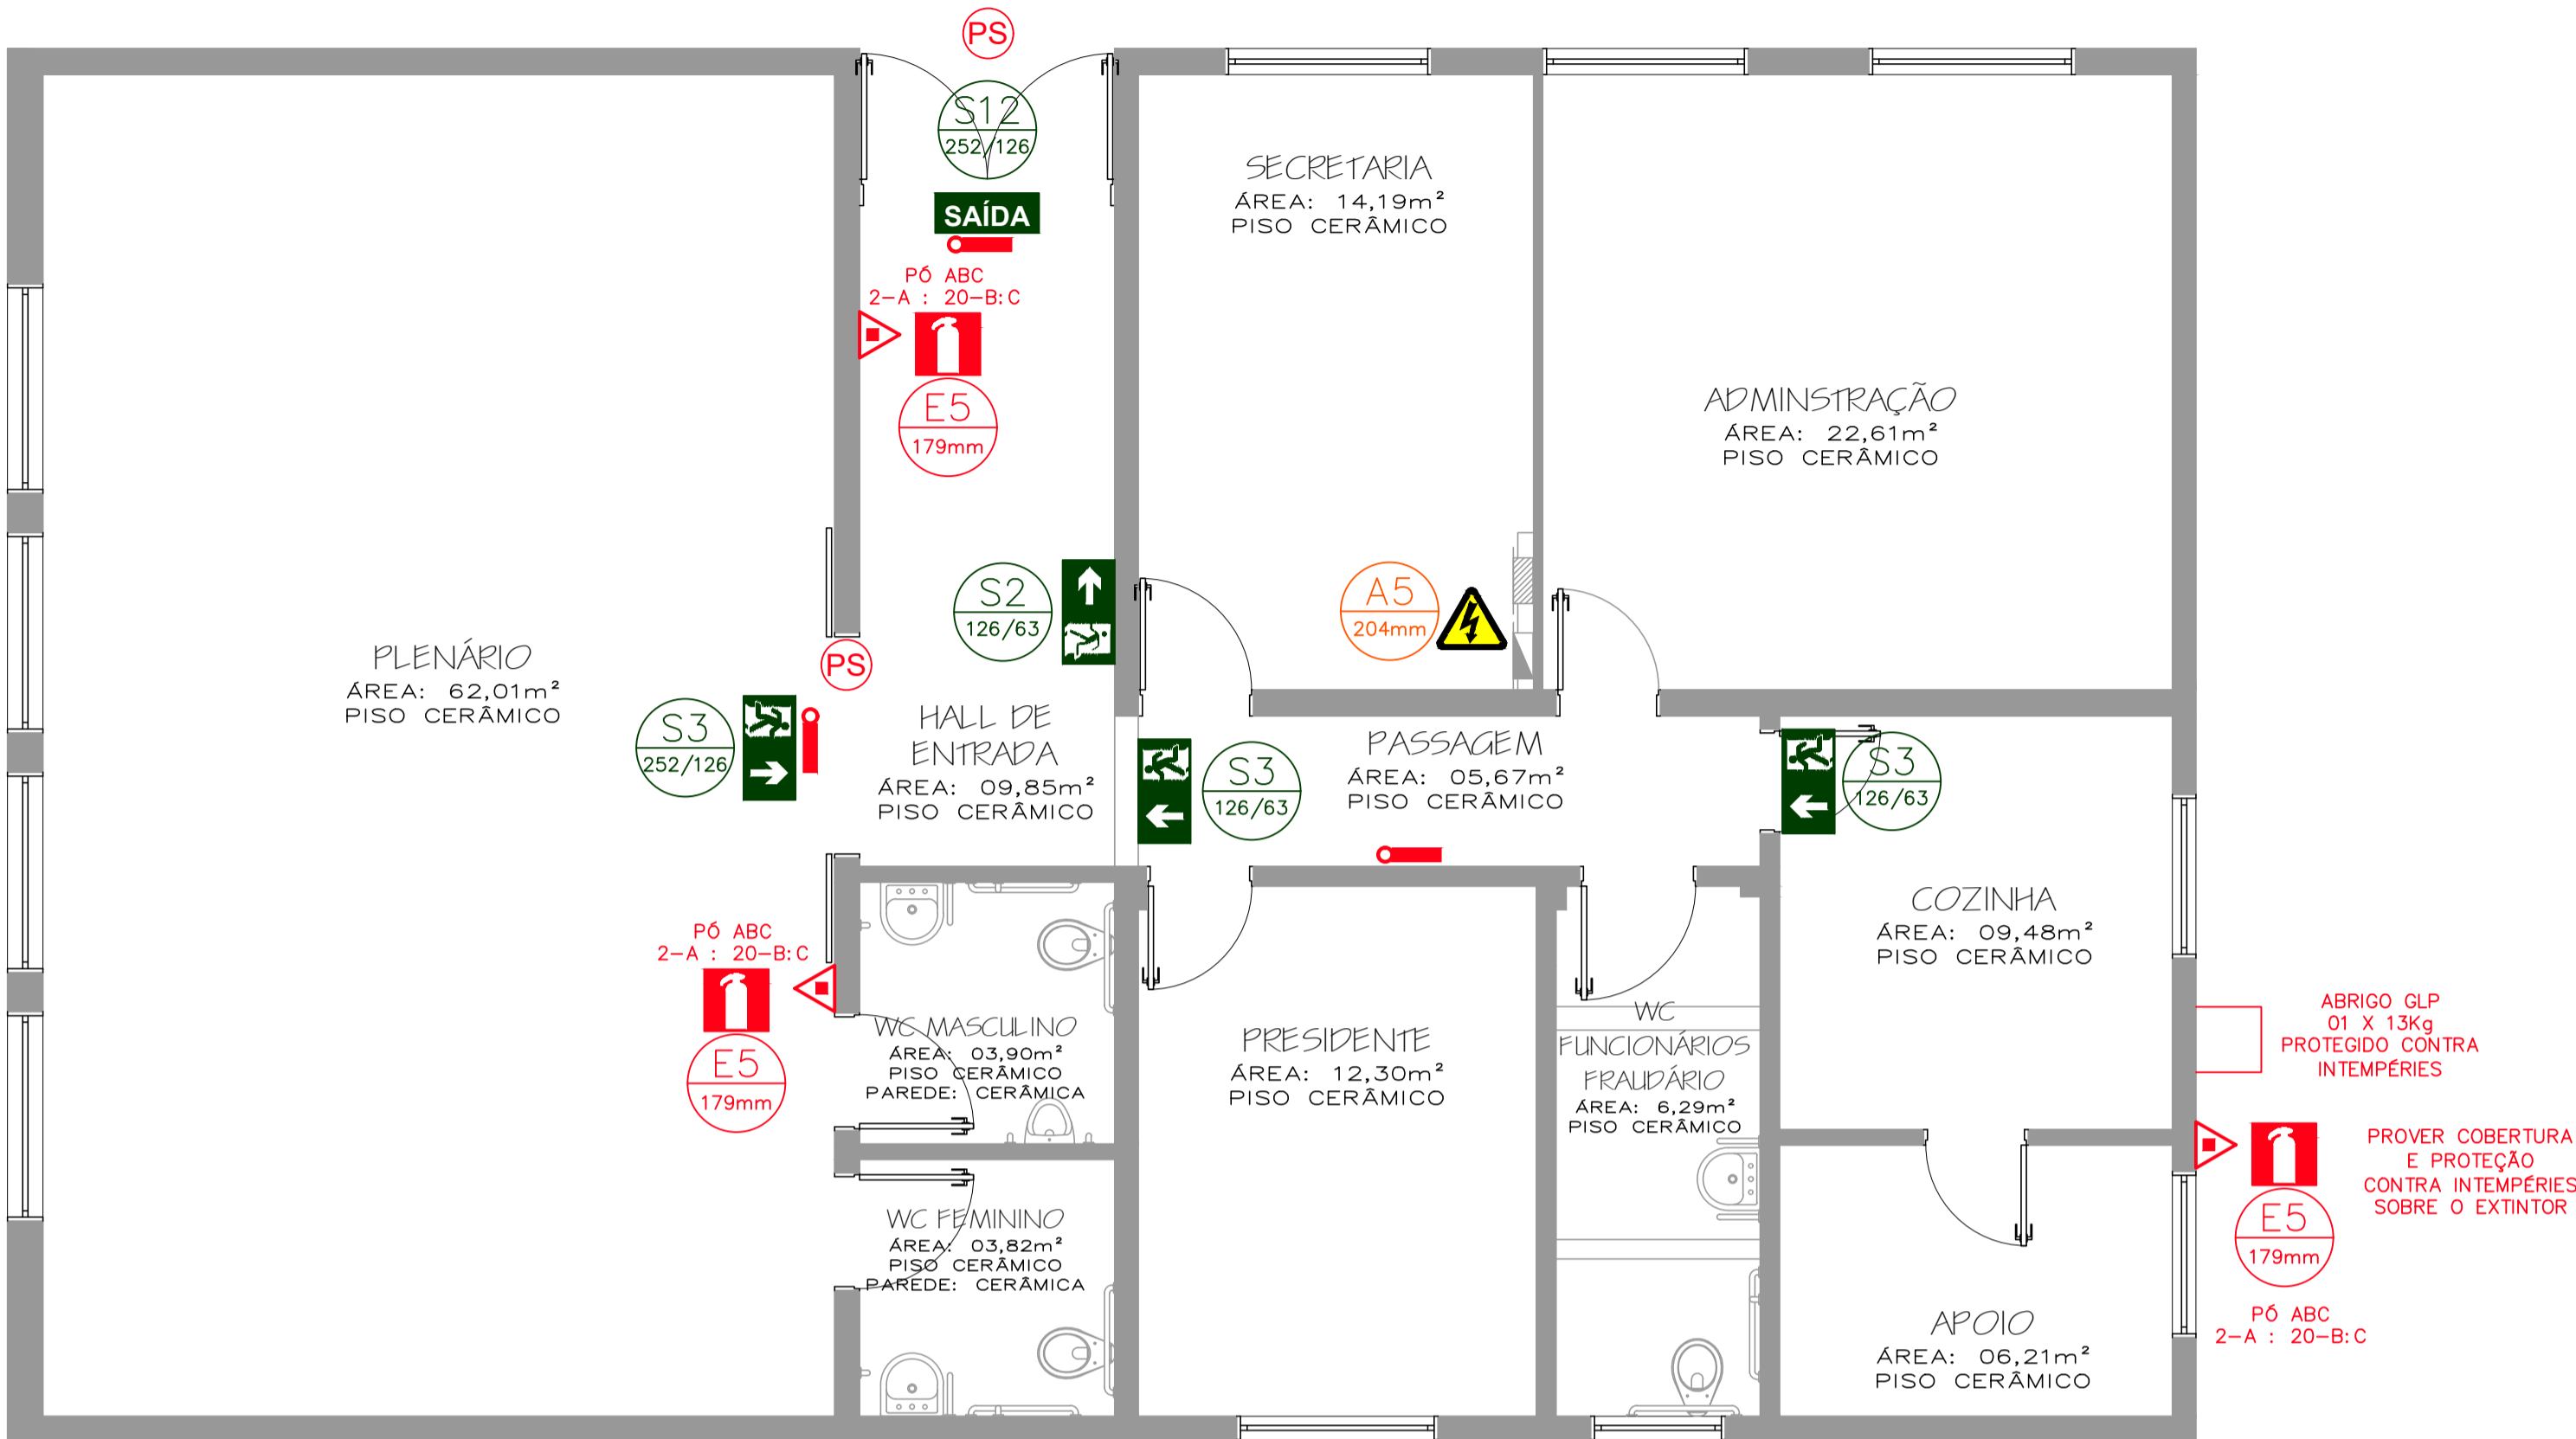 PS
S12
252/126
SAÍDA
PÓ ABC
2-A : 20-B:C
E5
179mm
SECRETARIA
ÁREA: 14,19m²
PISO CERÂMICO
ADMINSTRAÇÃO
ÁREA: 22,61m²
PISO CERÂMICO
S2
126/63
A5
204mm
PLENÁRIO
ÁREA: 62,01m²
PISO CERÂMICO
PS
S3
252/126
HALL DE
ENTRADA
ÁREA: 09,85m²
PISO CERÂMICO
S3
126/63
PASSAGEM
ÁREA: 05,67m²
PISO CERÂMICO
S3
126/63
COZINHA
ÁREA: 09,48m²
PISO CERÂMICO
PÓ ABC
2-A : 20-B:C
E5
179mm
WC MASCULINO
ÁREA: 03,90m²
PISO CERÂMICO
PAREDE: CERÂMICA
PRESIDENTE
ÁREA: 12,30m²
PISO CERÂMICO
WC
FUNCIONÁRIOS
FRAUDÁRIO
ÁREA: 6,29m²
PISO CERÂMICO
ABRIGO GLP
01 X 13Kg
PROTEGIDO CONTRA
INTEMPÉRIES
PROVER COBERTURA
E PROTEÇÃO
CONTRA INTEMPÉRIES
SOBRE O EXTINTOR
E5
179mm
PÓ ABC
2-A : 20-B:C
WC FEMININO
ÁREA: 03,82m²
PISO CERÂMICO
PAREDE: CERÂMICA
APOIO
ÁREA: 06,21m²
PISO CERÂMICO